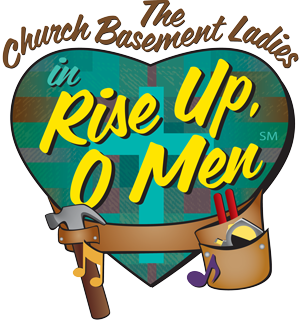 The
Church Basement Ladies
in
Rise Up,
O Men
SM